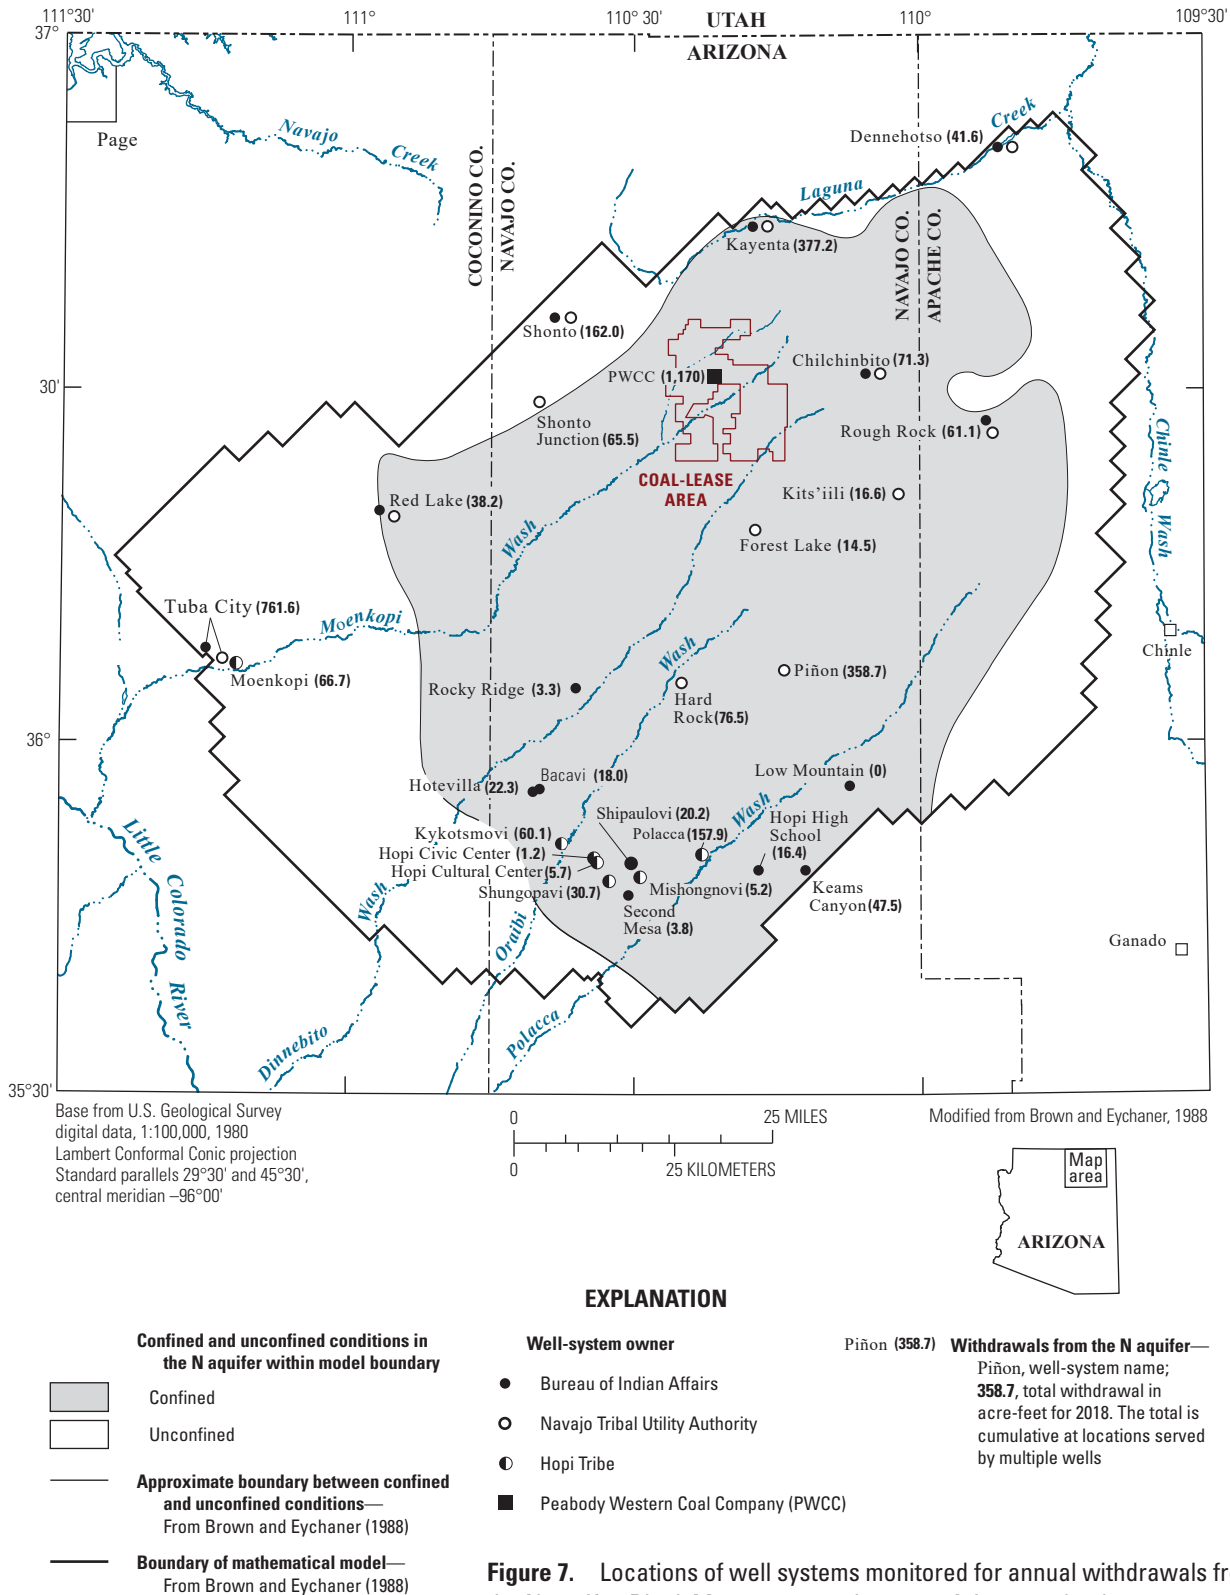 111°30'
111°
110°30'
110°
109°30'
37°
UTAH
ARIZONA
Page
Navajo
Creek
COCONINO CO.
NAVAJO CO.
Dennehotso (41.6)
Creek
Laguna
Kayenta (377.2)
NAVAJO CO.
APACHE CO.
Shonto (162.0)
30'
PWCC (1,170)
Chilchinbito
(71.3)
Shonto
Junction (65.5)
Rough Rock (61.1)
COAL-LEASE
AREA
Kits'iili (16.6)
Red Lake (38.2)
Forest Lake (14.5)
Wash
Chinle
Wash
Tuba City (761.6)
Moenkopi
Moenkopi (66.7)
Wash
Chinle
Piñon (358.7)
Rocky Ridge (3.3)
Hard
Rock (76.5)
36°
Low Mountain (0)
Hotevilla (22.3)
Bacavi (18.0)
Shipaulovi (20.2)
Wash
Hopi High
School
(16.4)
Kykotsmovi (60.1)
Polacca (157.9)
Hopi Civic Center (1.2)
Hopi Cultural Center (5.7)
Shungopavi (30.7)
Mishongnovi (5.2)
Keams
Canyon (47.5)
Second
Mesa (3.8)
Little
Colorado
River
Wash
Oraibi
Ganado
Dinnebito
Polacca
35°30'
Base from U.S. Geological Survey
digital data, 1:100,000, 1980
Lambert Conformal Conic projection
Standard parallels 29°30' and 45°30',
central meridian –96°00'
0
25 MILES
0
25 KILOMETERS
Modified from Brown and Eychaner, 1988
Map
area
ARIZONA
EXPLANATION
Confined and unconfined conditions in
the N aquifer within model boundary
Confined
Unconfined
Approximate boundary between confined
and unconfined conditions—
From Brown and Eychaner (1988)
Boundary of mathematical model—
From Brown and Eychaner (1988)
Well-system owner
Bureau of Indian Affairs
Navajo Tribal Utility Authority
Hopi Tribe
Peabody Western Coal Company (PWCC)
Piñon (358.7) Withdrawals from the N aquifer—
Piñon, well-system name;
358.7, total withdrawal in
acre-feet for 2018. The total is
cumulative at locations served
by multiple wells
Figure 7. Locations of well systems monitored for annual withdrawals